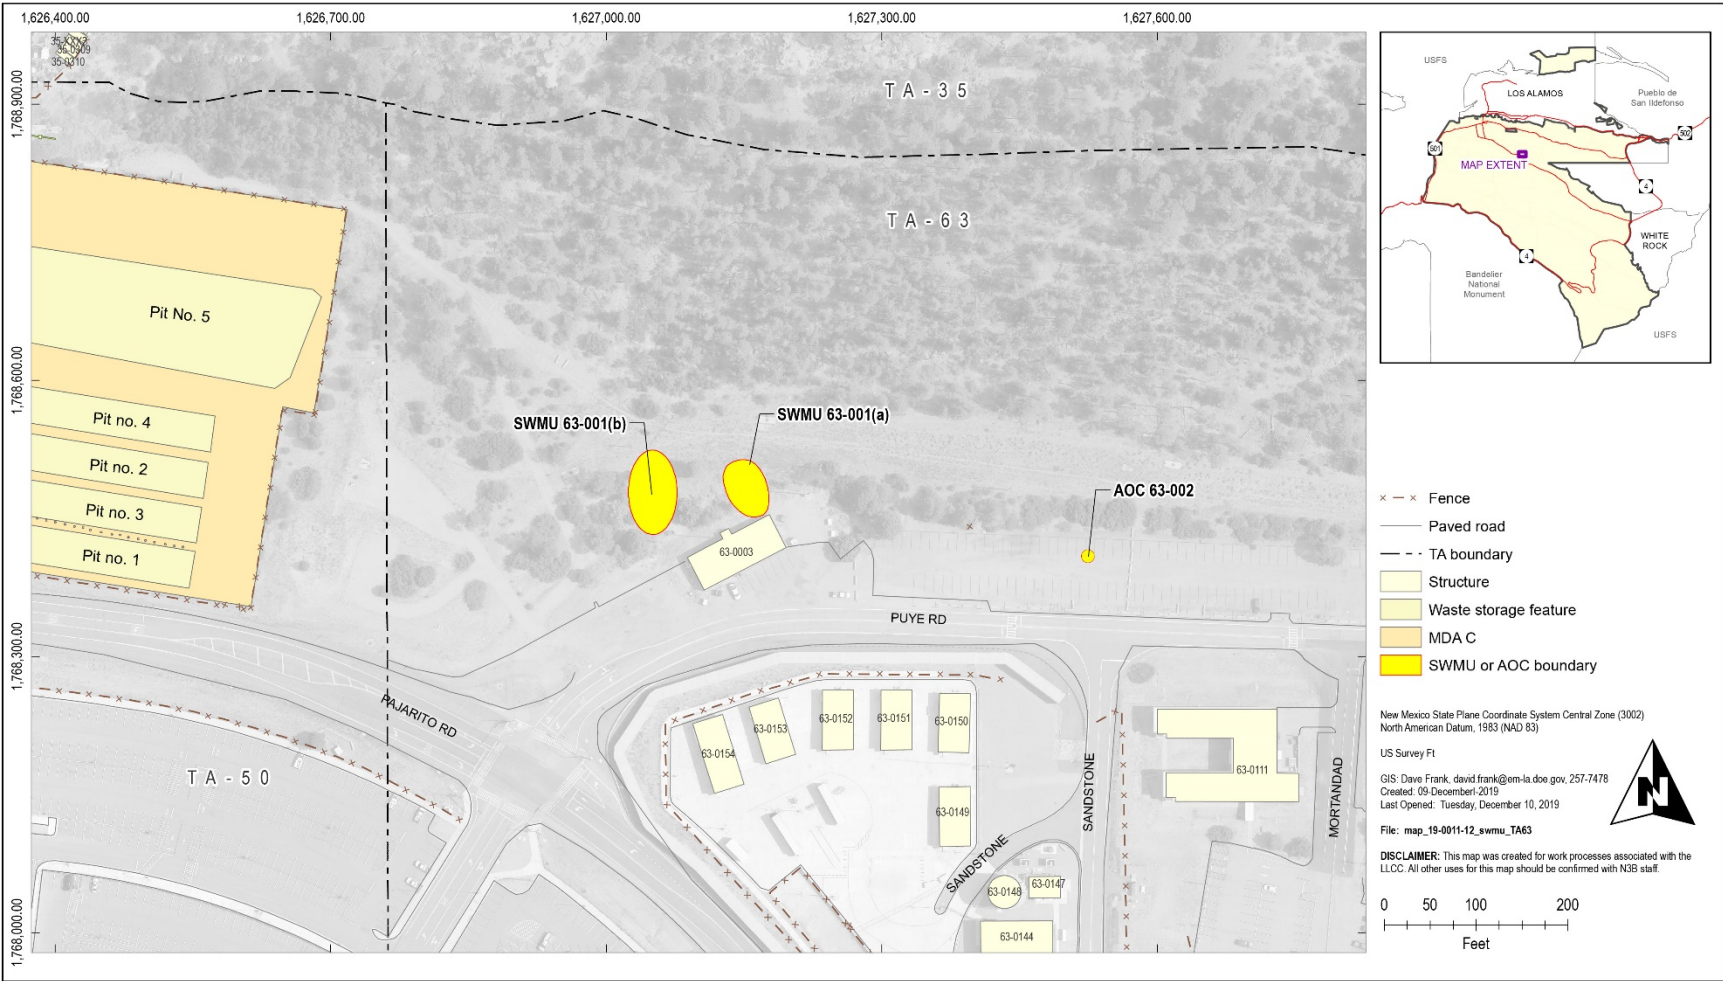 1,626,400.00
1,626,700.00
1,627,000.00
1,627,300.00
1,627,600.00
1,768,900.00
1,768,600.00
1,768,300.00
1,768,000.00
35-0309
35-0310
TA-35
TA-63
Pit No. 5
Pit no. 4
Pit no. 2
Pit no. 3
Pit no. 1
SWMU 63-001(b)
SWMU 63-001(a)
AOC 63-002
63-0003
PUYE RD
PAJARITO RD
TA-50
63-0154
63-0153
63-0152
63-0151
63-0150
63-0149
SANDSTONE
SANDSTONE
63-0111
MORTANDAD
63-0148
63-0147
63-0144
USFS
LOS ALAMOS
Pueblo de
San Ildefonso
502
501
MAP EXTENT
4
WHITE
ROCK
4
Bandelier
National
Monument
USFS
Fence
Paved road
TA boundary
Structure
Waste storage feature
MDA C
SWMU or AOC boundary
New Mexico State Plane Coordinate System Central Zone (3002)
North American Datum, 1983 (NAD 83)
US Survey Ft
GIS: Dave Frank, david.frank@em-la.doe.gov, 257-7478
Created: 09-Decemberl-2019
Last Opened: Tuesday, December 10, 2019
File: map_19-0011-12_swmu_TA63
DISCLAIMER: This map was created for work processes associated with the
LLCC. All other uses for this map should be confirmed with N3B staff.
N
0 50 100 200
Feet